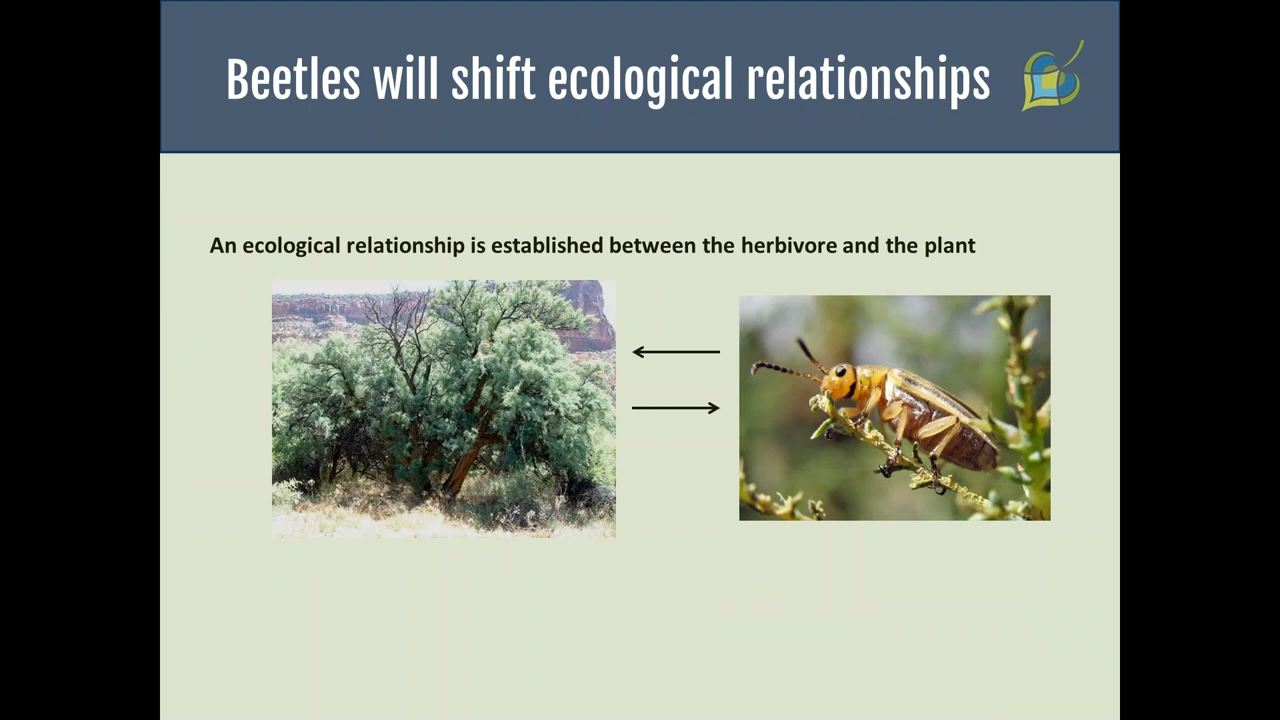 Beetles will shift ecological relationships
An ecological relationship is established between the herbivore and the plant